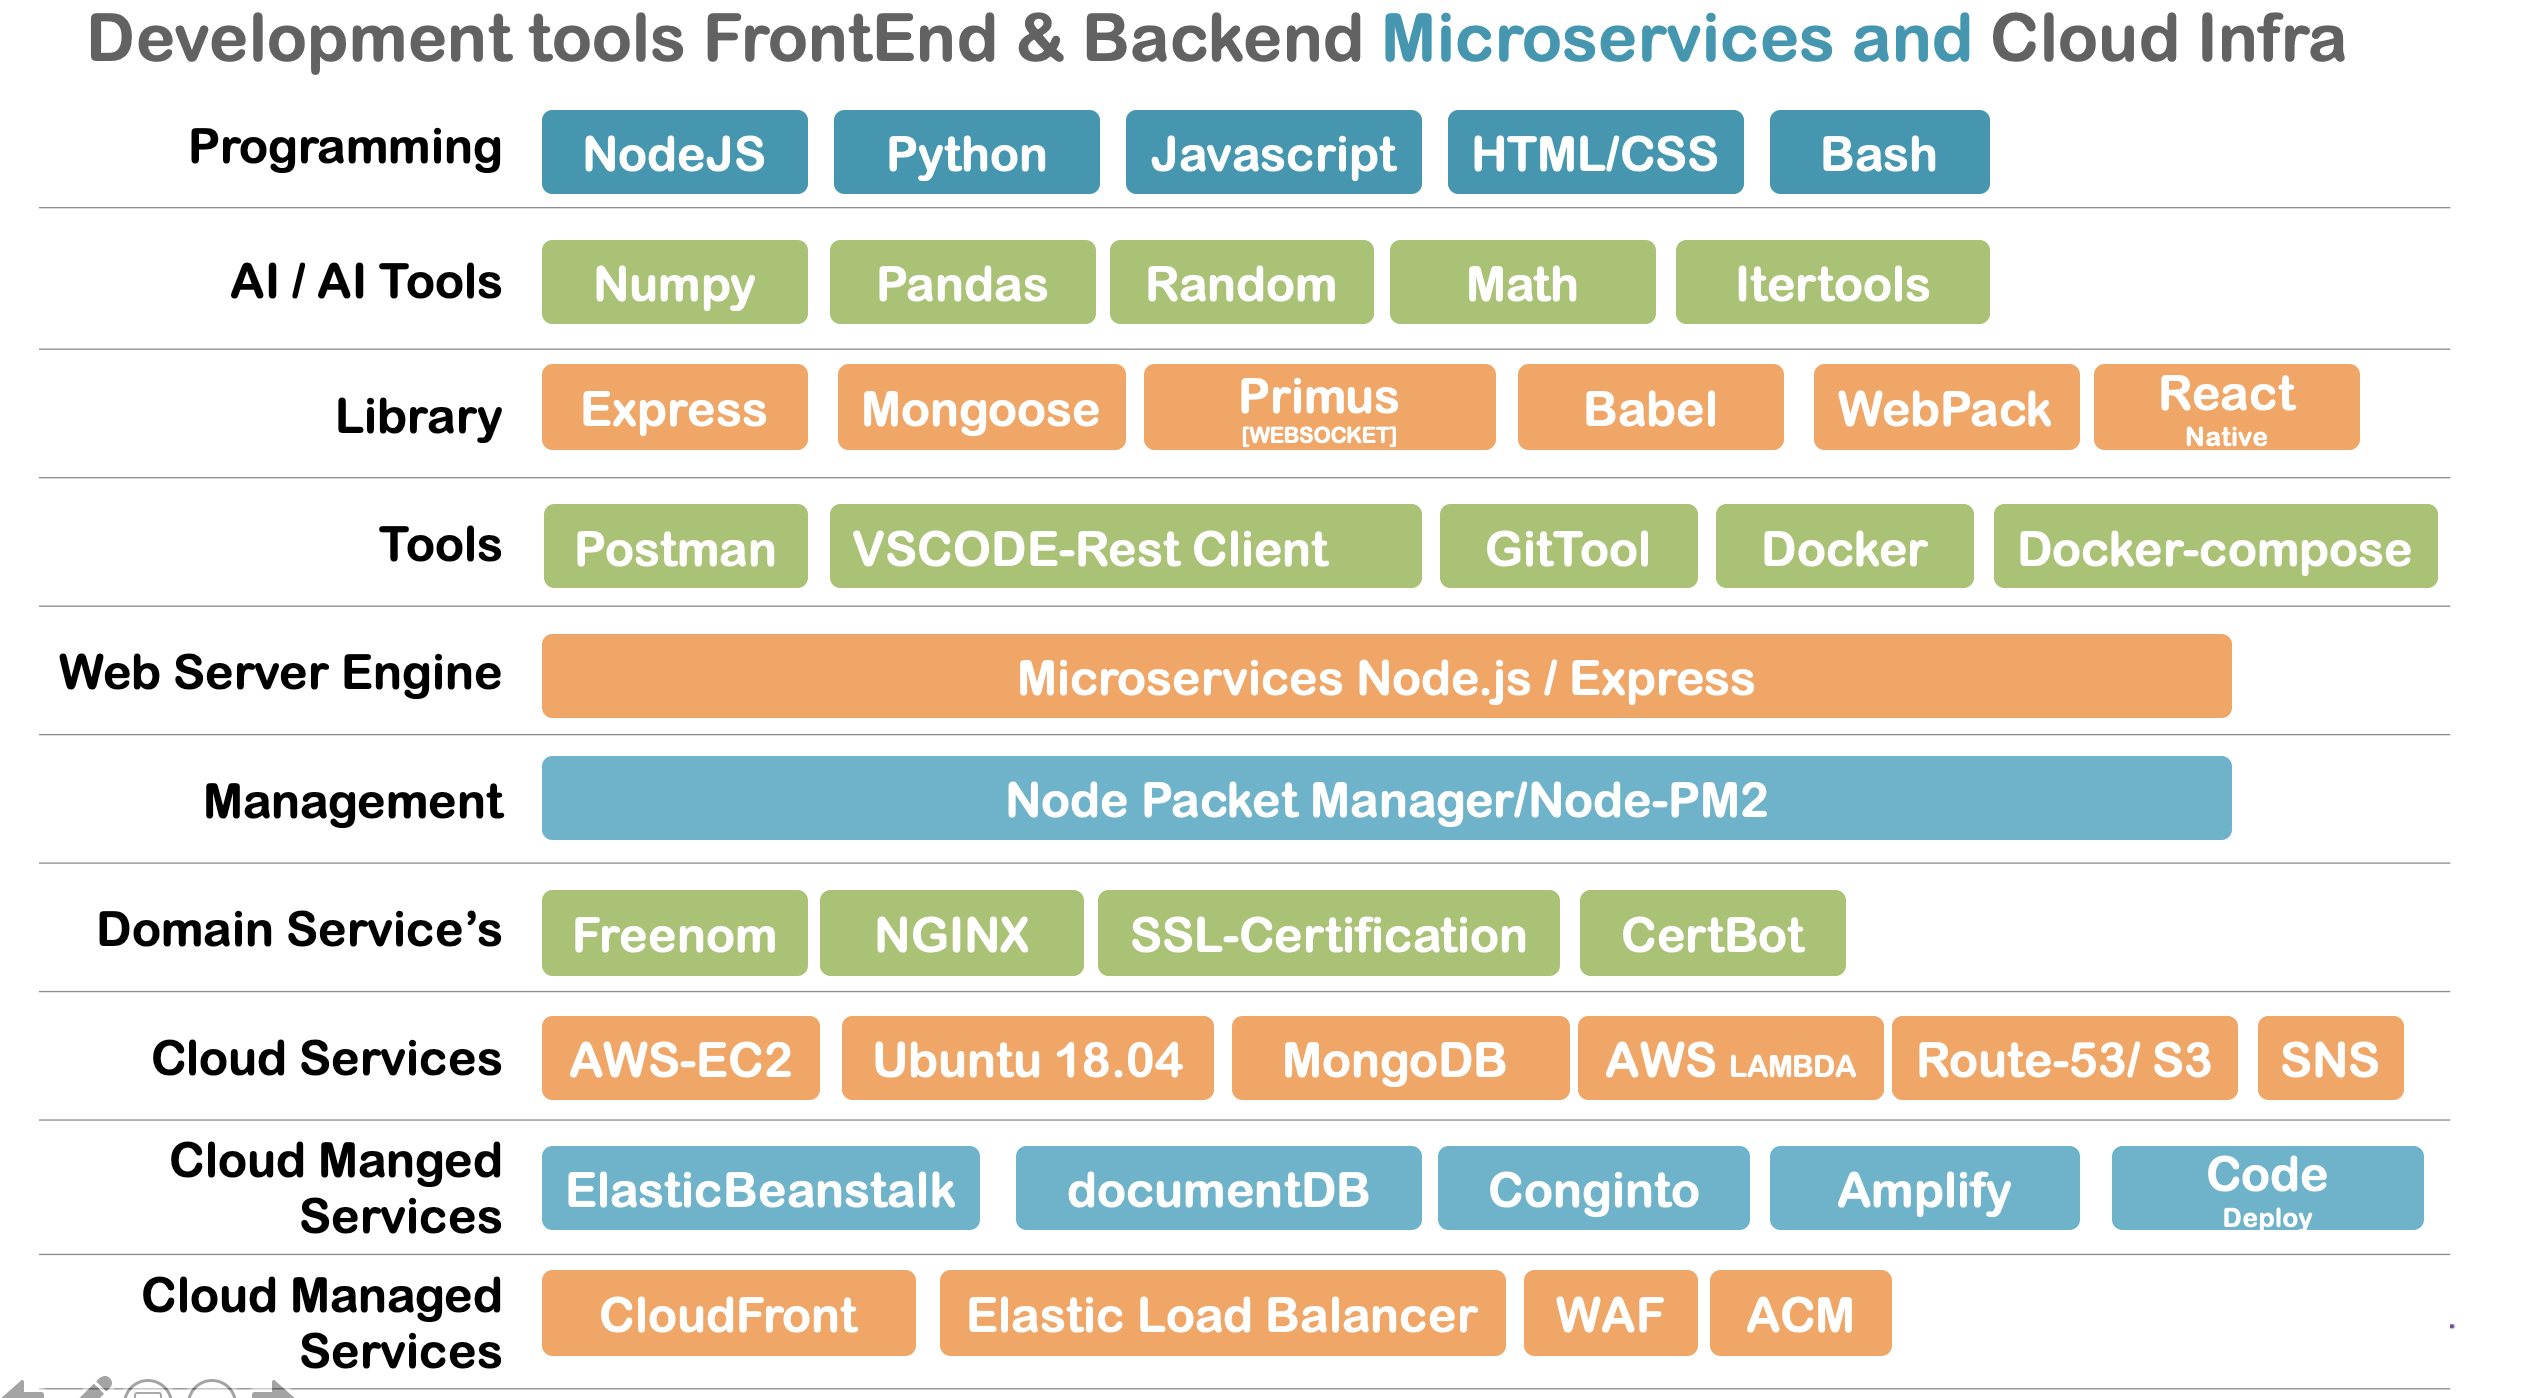 Development tools FrontEnd & Backend Microservices and Cloud Infra
Programming
NodeJS
Python
Javascript
HTML/CSS
Bash
AI / AI Tools
Numpy
Pandas
Random
Math
Itertools
Library
Express
Mongoose
Primus
[WEBSOCKET]
Babel
WebPack
React
Native
Tools
Postman
VSCODE-Rest Client
GitTool
Docker
Docker-compose
Web Server Engine
Microservices Node.js / Express
Management
Node Packet Manager/Node-PM2
Domain Service’s
Freenom
NGINX
SSL-Certification
CertBot
Cloud Services
AWS-EC2
Ubuntu 18.04
MongoDB
AWS LAMBDA
Route-53/ S3
SNS
Cloud Manged
Services
ElasticBeanstalk
documentDB
Conginto
Amplify
Code
Deploy
Cloud Managed
Services
CloudFront
Elastic Load Balancer
WAF
ACM